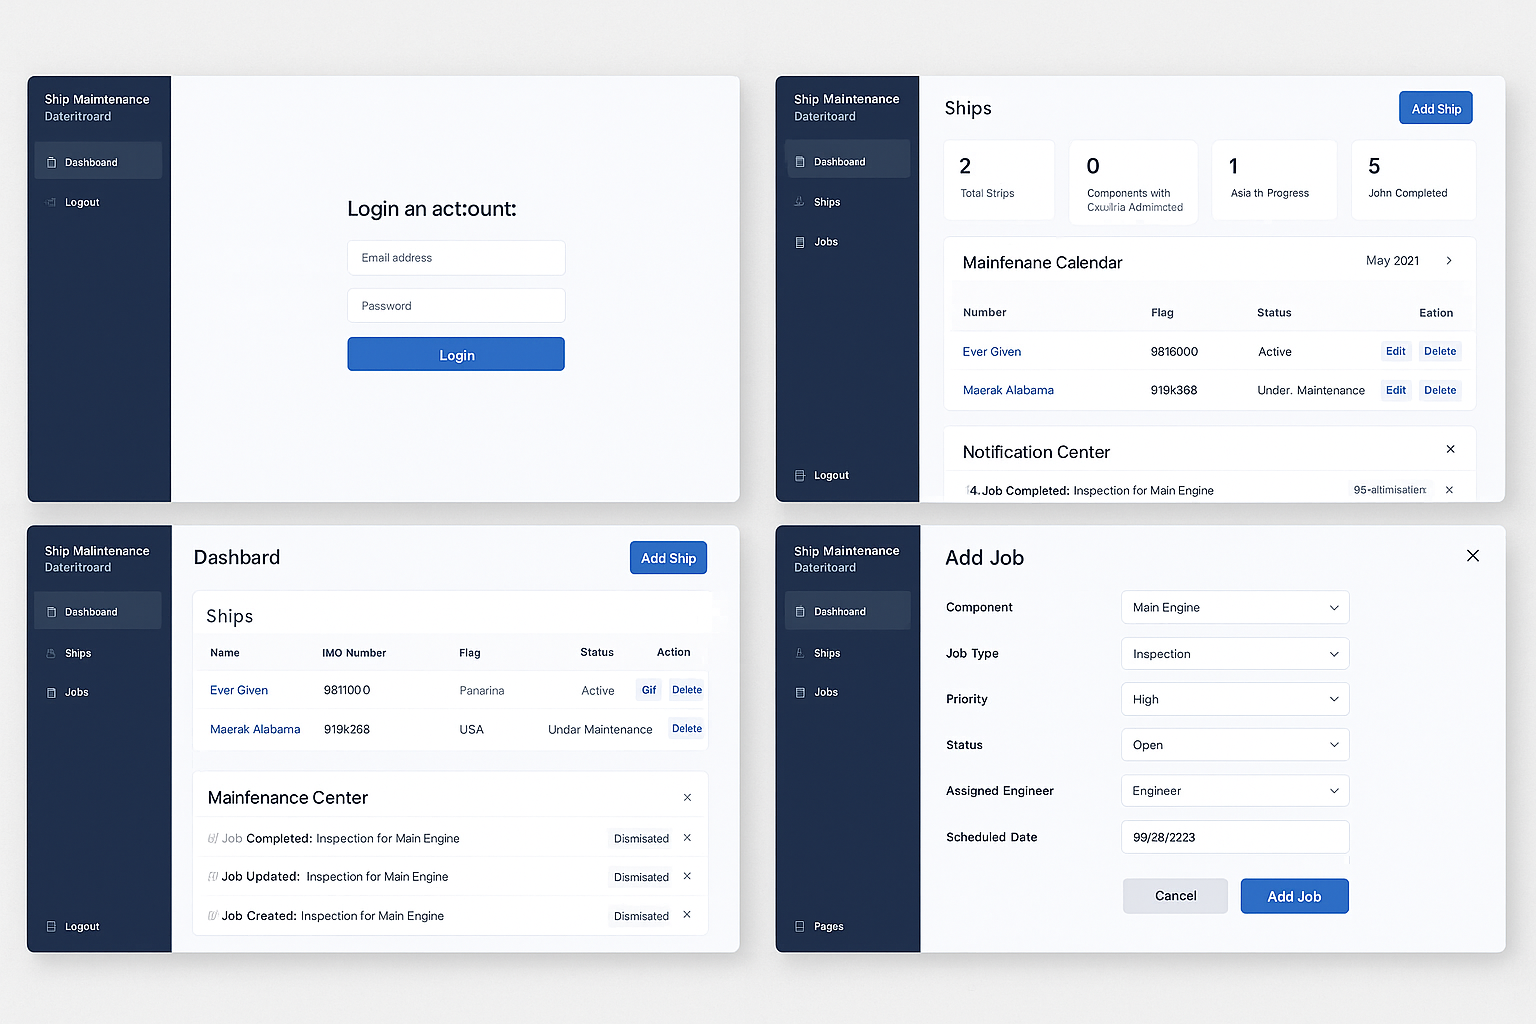 Ship Maimtenance
Dateritroard
Dashboard
Logout
Login an act:ount:
Email address
Password
Login
Ship Maintenance
Dateritoard
Dashboard
Ships
Jobs
Logout
Ships
Add Ship
2
Total Strips
0
Components with
Admimcted
1
Asia th Progress
5
John Completed
Mainfenane Calendar
May 2021
Number Flag Status Eation
Ever Given 9816000 Active Edit Delete
Maerak Alabama 919k368 Under. Maintenance Edit Delete
Notification Center
4. Job Completed: Inspection for Main Engine 95-altimisatien:
Ship Malintenance
Dateritroard
Dashboard
Ships
Jobs
Logout
Dashbard
Add Ship
Ships
Name IMO Number Flag Status Action
Ever Given 9811000 Panarina Active Gif Delete
Maerak Alabama 919k268 USA Undar Maintenance Delete
Mainfenance Center
Job Completed: Inspection for Main Engine Dismisated
Job Updated: Inspection for Main Engine Dismisated
Job Created: Inspection for Main Engine Dismisated
Ship Maintenance
Dateritoard
Dashhoard
Ships
Jobs
Pages
Add Job
Component Main Engine
Job Type Inspection
Priority High
Status Open
Assigned Engineer Engineer
Scheduled Date 99/28/2223
Cancel Add Job